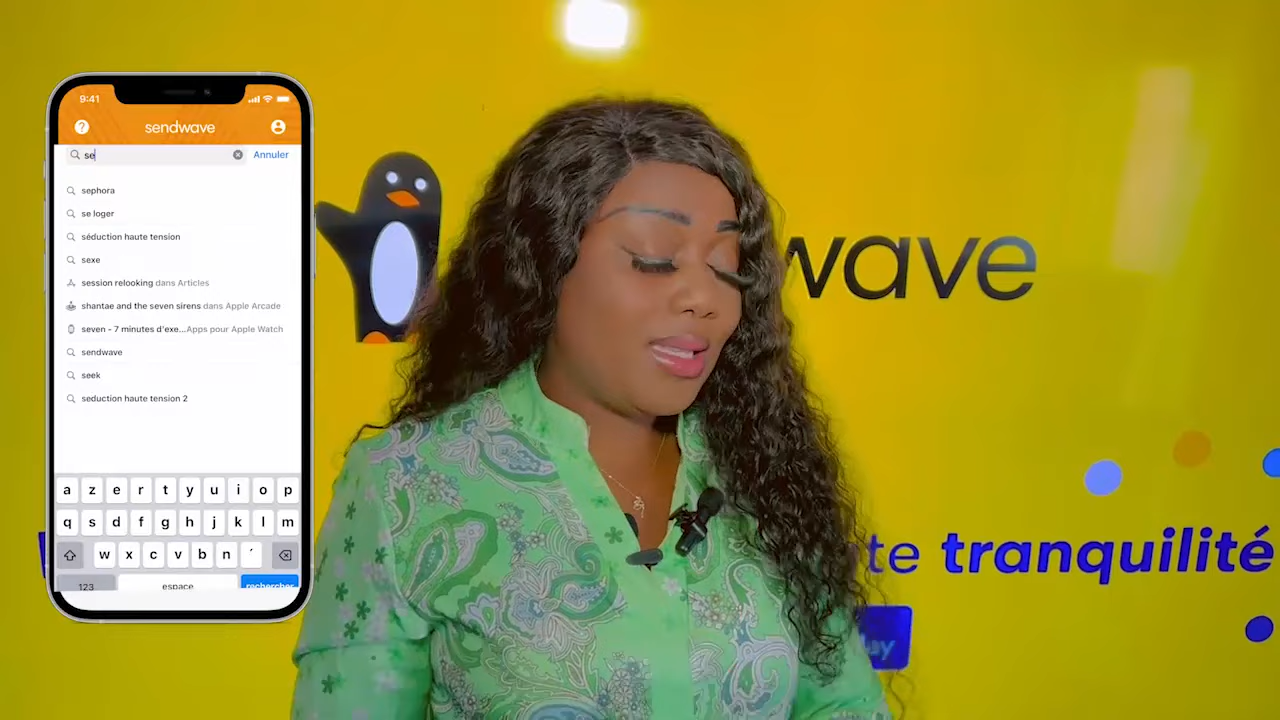 9:41
sendwave
se
Annuler
sephora
se loger
séduction haute tension
sexe
session relooking dans Articles
shantae and the seven sirens dans Apple Arcade
seven - 7 minutes d'exe...Apps pour Apple Watch
sendwave
seek
seduction haute tension 2
a z e r t y u i o p
q s d f g h j k l m
w x c v b n ´
123 espace rechercher
wave
te tranquilité
lay